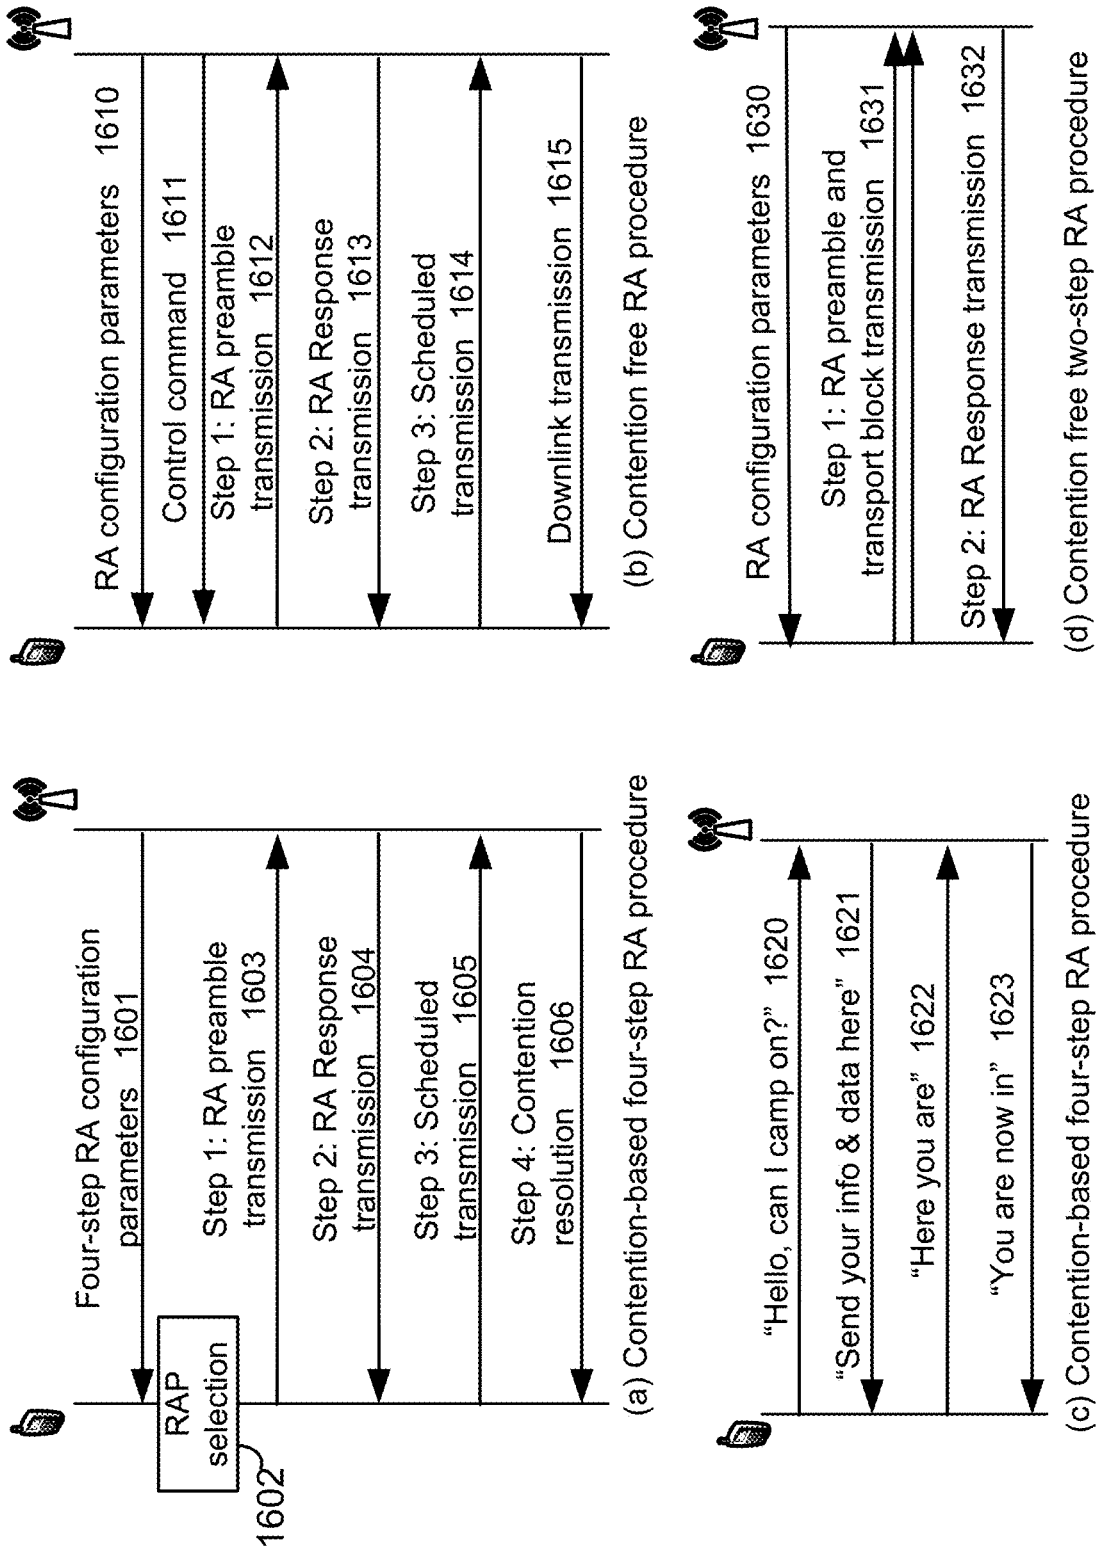 Four-step RA configuration
parameters 1601
RAP
selection
1602
Step 1: RA preamble
transmission 1603
Step 2: RA Response
transmission 1604
Step 3: Scheduled
transmission 1605
Step 4: Contention
resolution 1606
(a) Contention-based four-step RA procedure
RA configuration parameters 1610
Control command 1611
Step 1: RA preamble
transmission 1612
Step 2: RA Response
transmission 1613
Step 3: Scheduled
transmission 1614
Downlink transmission 1615
(b) Contention free RA procedure
“Hello, can I camp on?” 1620
“Send your info & data here” 1621
“Here you are” 1622
“You are now in” 1623
(c) Contention-based four-step RA procedure
RA configuration parameters 1630
Step 1: RA preamble and
transport block transmission 1631
Step 2: RA Response transmission 1632
(d) Contention free two-step RA procedure